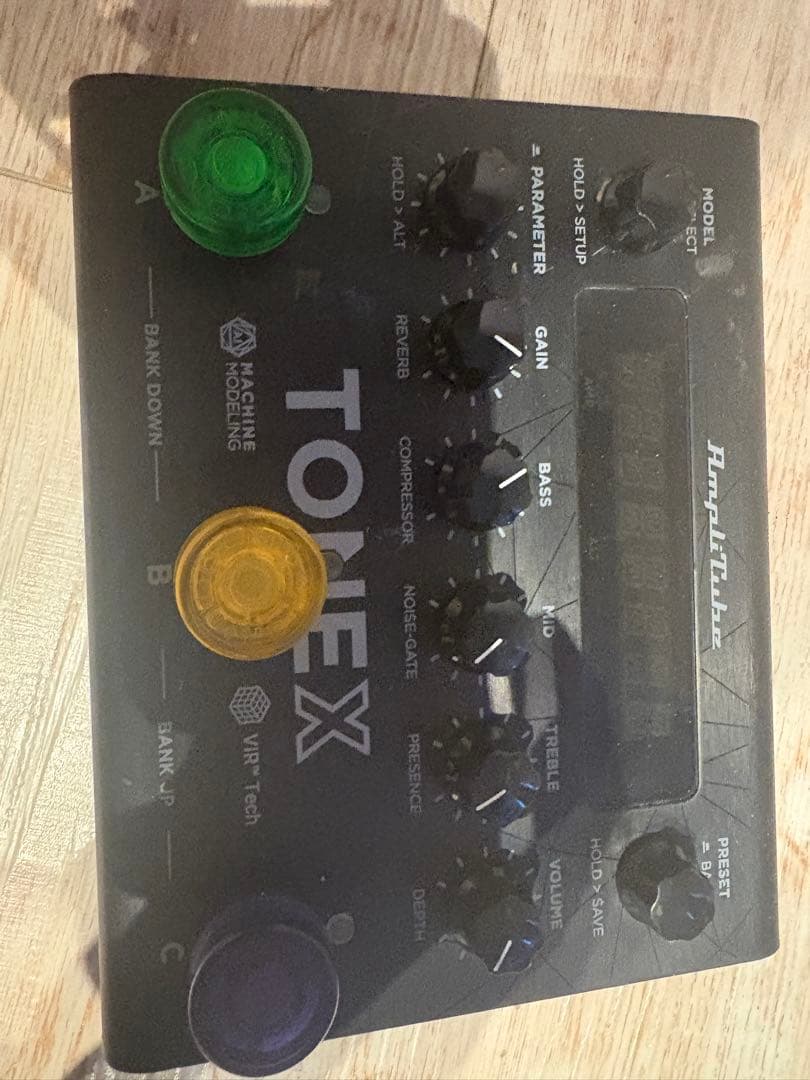 AmpliTube
MODEL
HOLD > SETUP
PRESET
HOLD > SAVE
PARAMETER
GAIN
BASS
MID
TREBLE
VOLUME
HOLD > ALT
REVERB
COMPRESSOR
NOISE-GATE
PRESENCE
DEPTH
TONEX
MACHINE
MODELING
VIR™ Tech
A
BANK DOWN
B
BANK UP
C